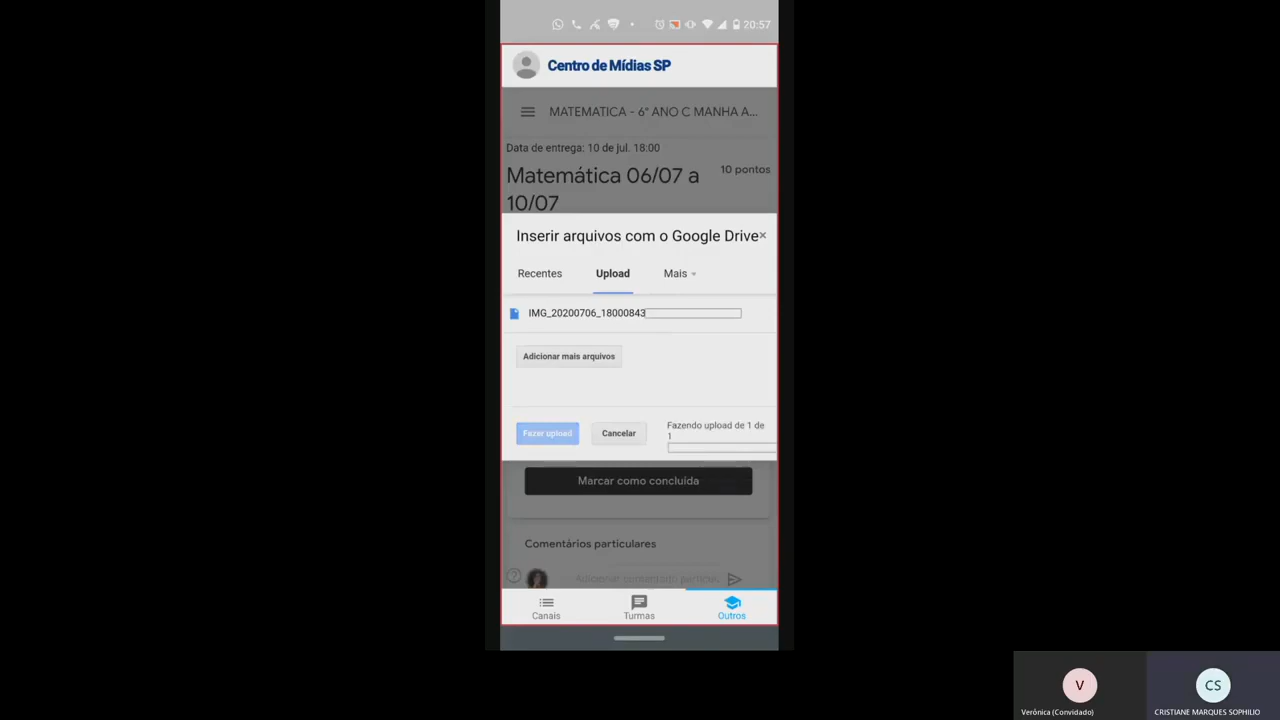 20:57
Centro de Mídias SP
MATEMATICA - 6° ANO C MANHA A...
Data de entrega: 10 de jul. 18:00
Matemática 06/07 a
10/07
10 pontos
Inserir arquivos com o Google Drive
Recentes
Upload
Mais
IMG_20200706_18000843
Adicionar mais arquivos
Fazer upload
Cancelar
Fazendo upload de 1 de
1
Marcar como concluída
Comentários particulares
Adicionar comentário particul
Canais
Turmas
Outros
V
CS
Verônica (Convidado)
CRISTIANE MARQUES SOPHILIO